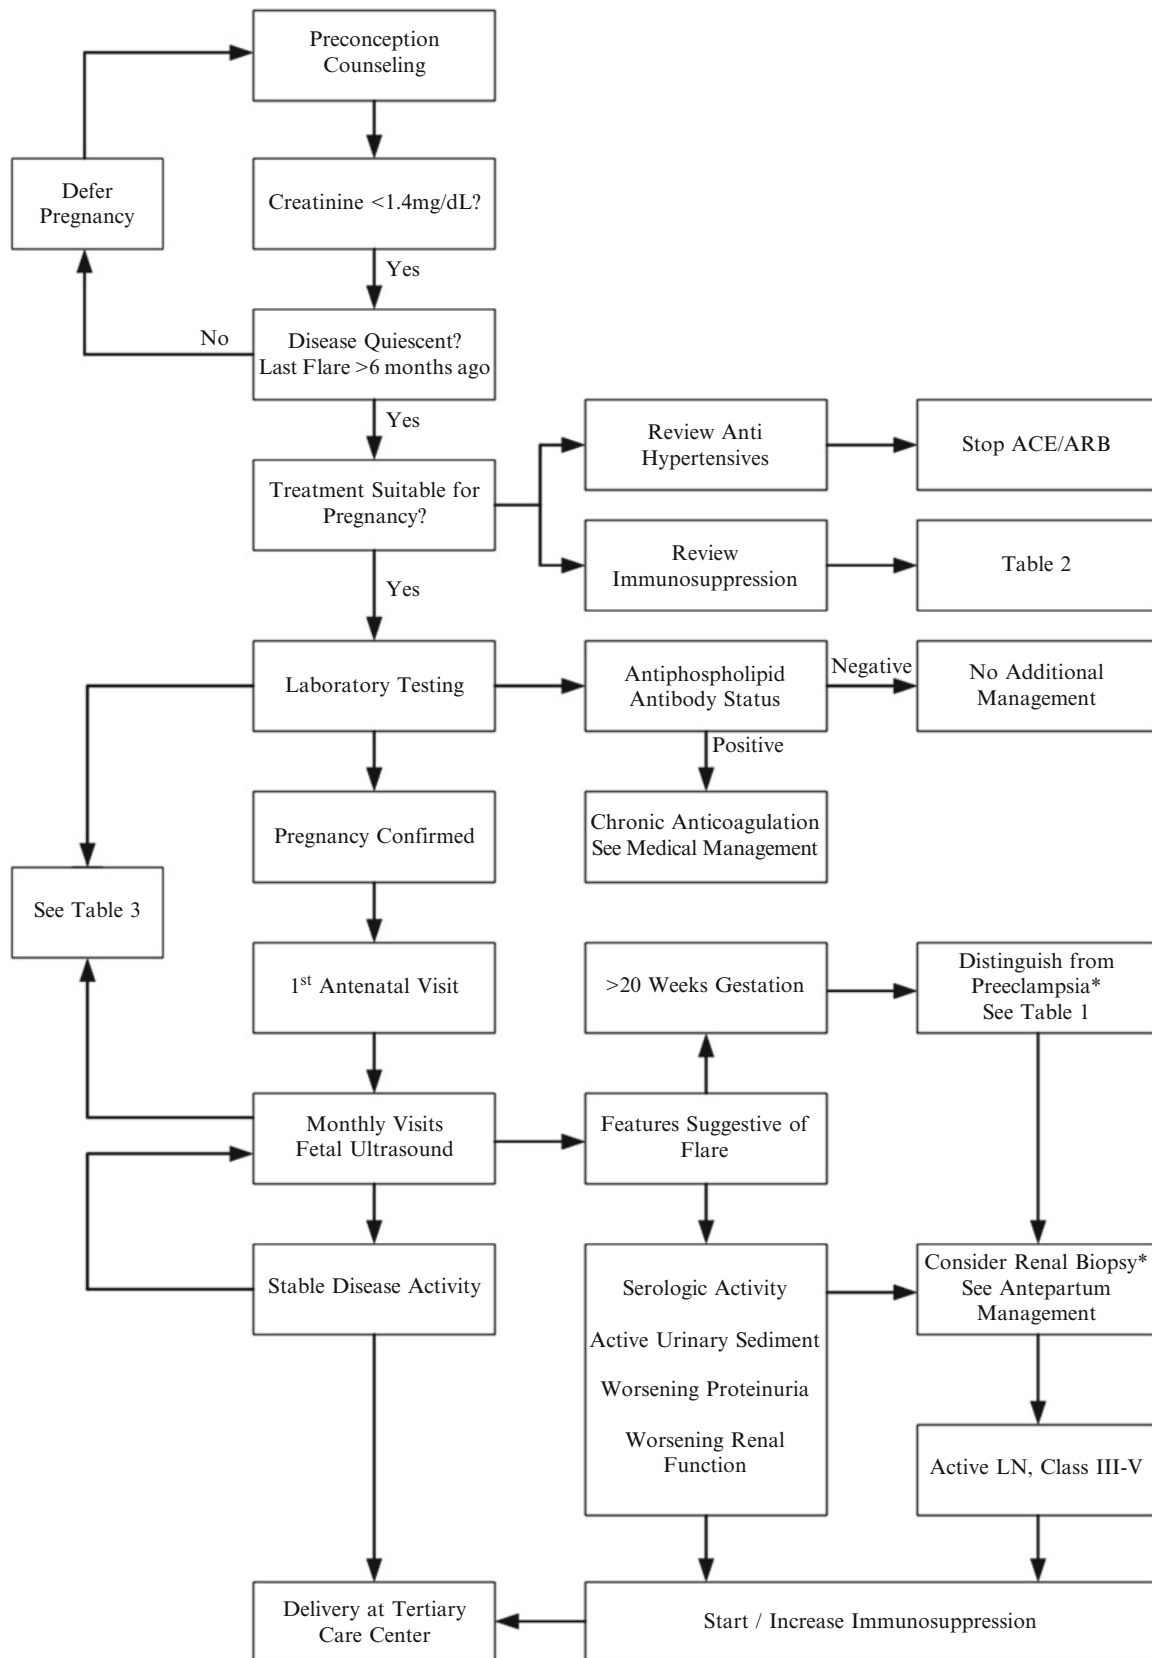 Preconception
Counseling
Defer
Pregnancy
Creatinine <1.4mg/dL?
Yes
No
Disease Quiescent?
Last Flare >6 months ago
Yes
Review Anti
Hypertensives
Stop ACE/ARB
Treatment Suitable for
Pregnancy?
Review
Immunosuppression
Table 2
Yes
Laboratory Testing
Antiphospholipid
Antibody Status
Negative
No Additional
Management
Positive
Pregnancy Confirmed
Chronic Anticoagulation
See Medical Management
See Table 3
1st Antenatal Visit
>20 Weeks Gestation
Distinguish from
Preeclampsia*
See Table 1
Monthly Visits
Fetal Ultrasound
Features Suggestive of
Flare
Stable Disease Activity
Serologic Activity
Active Urinary Sediment
Worsening Proteinuria
Worsening Renal
Function
Consider Renal Biopsy*
See Antepartum
Management
Active LN, Class III-V
Delivery at Tertiary
Care Center
Start / Increase Immunosuppression